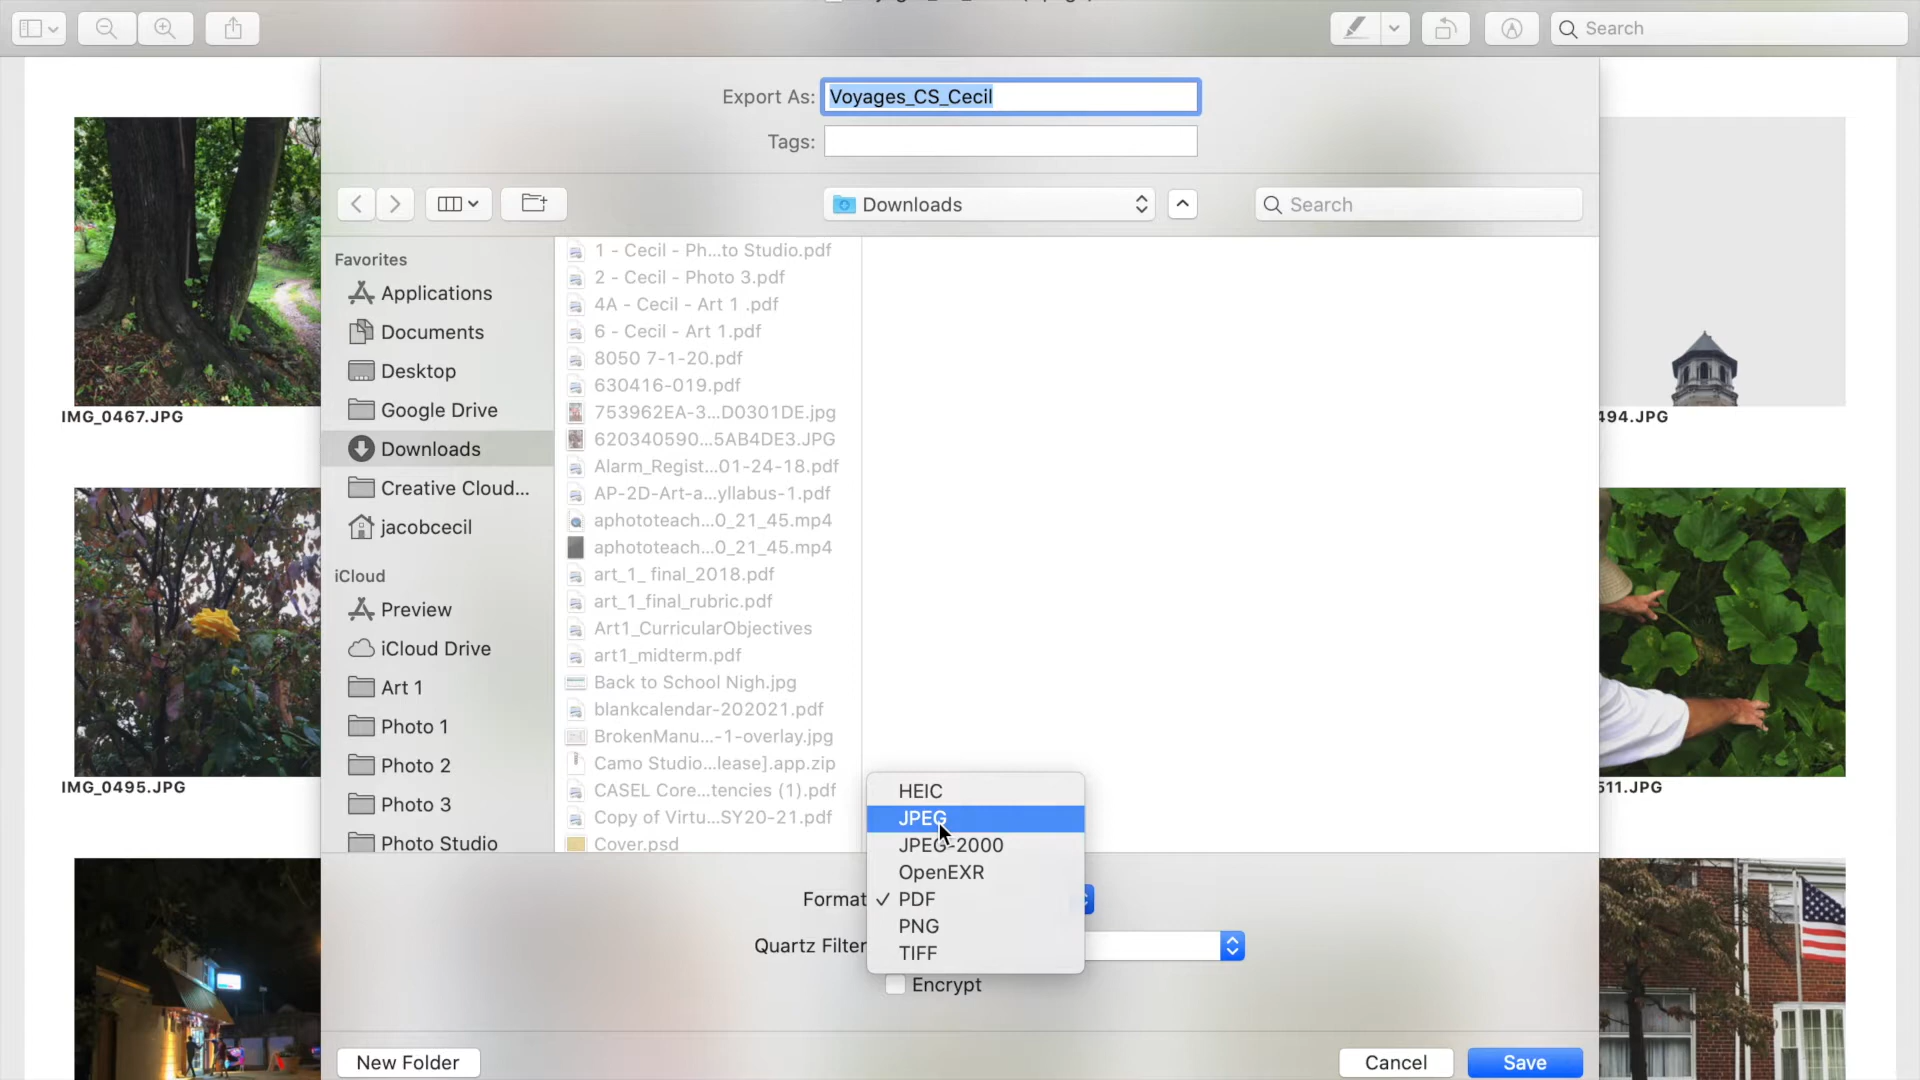 Search
Export As: Voyages_CS_Cecil
Tags:
Downloads
Search
Favorites
Applications
Documents
Desktop
Google Drive
Downloads
Creative Cloud...
jacobcecil
iCloud
Preview
iCloud Drive
Art 1
Photo 1
Photo 2
Photo 3
Photo Studio
1 - Cecil - Ph...to Studio.pdf
2 - Cecil - Photo 3.pdf
4A - Cecil - Art 1 .pdf
6 - Cecil - Art 1.pdf
8050 7-1-20.pdf
630416-019.pdf
753962EA-3...D0301DE.jpg
620340590...5AB4DE3.JPG
Alarm_Regist...01-24-18.pdf
AP-2D-Art-a...yllabus-1.pdf
aphototeach...0_21_45.mp4
aphototeach...0_21_45.mp4
art_1_ final_2018.pdf
art_1_final_rubric.pdf
Art1_CurricularObjectives
art1_midterm.pdf
Back to School Nigh.jpg
blankcalendar-202021.pdf
BrokenManu...-1-overlay.jpg
Camo Studio...lease].app.zip
CASEL Core...tencies (1).pdf
Copy of Virtu...SY20-21.pdf
Cover.psd
HEIC
JPEG
JPEG-2000
OpenEXR
Format ✓ PDF
PNG
Quartz Filter
TIFF
Encrypt
New Folder
Cancel
Save
IMG_0467.JPG
494.JPG
IMG_0495.JPG
511.JPG